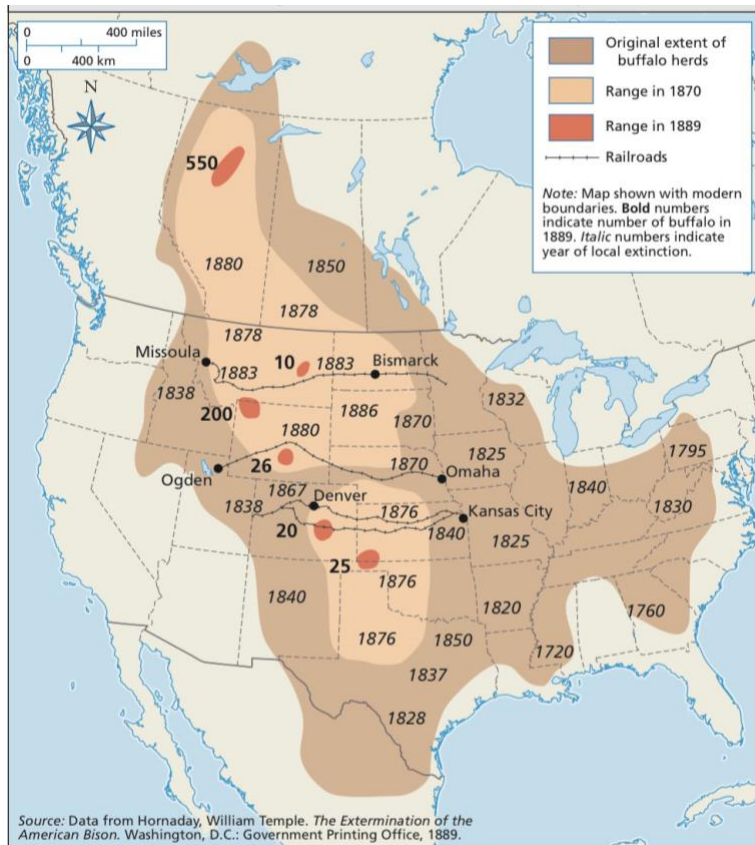 0 400 miles
0 400 km
N
Original extent of
buffalo herds
Range in 1870
Range in 1889
Railroads
Note: Map shown with modern
boundaries. Bold numbers
indicate number of buffalo in
1889. Italic numbers indicate
year of local extinction.
550
1880
1850
1878
1878
Missoula
1883
10
1883
Bismarck
1838
200
1886
1870
1832
1880
1825
1795
Ogden
26
1870
Omaha
1840
1867
Denver
1838
1876
Kansas City
1830
20
1840
1825
25
1876
1840
1820
1760
1876
1850
1720
1837
1828
Source: Data from Hornaday, William Temple. The Extermination of the
American Bison. Washington, D.C.: Government Printing Office, 1889.